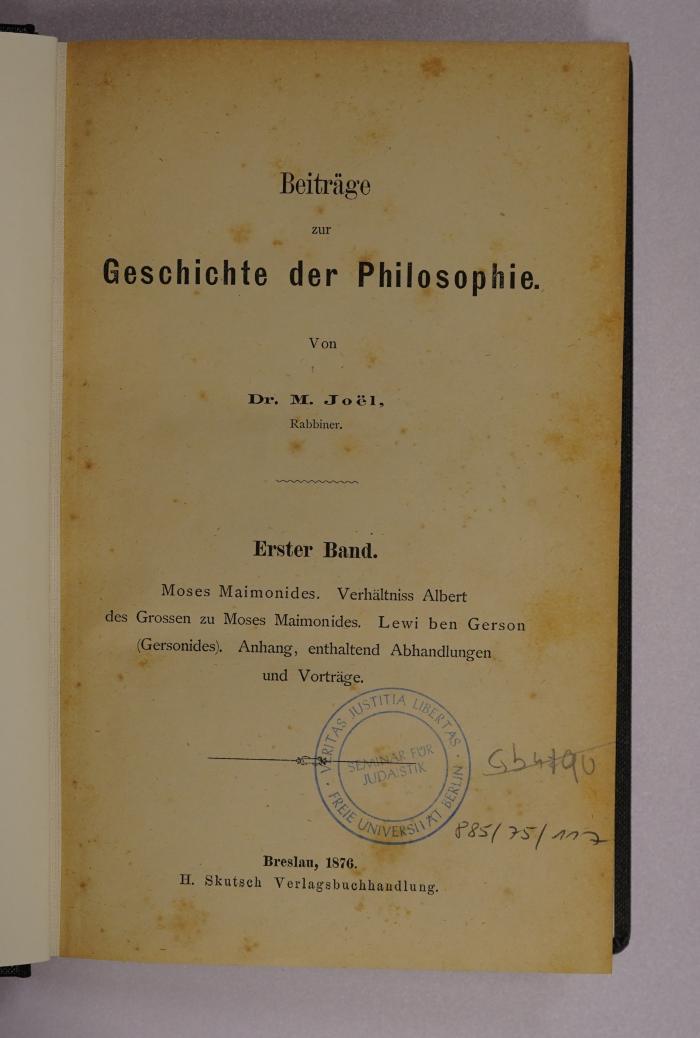 Beiträge
zur
Geschichte der Philosophie.
Von
Dr. M. Joël,
Rabbiner.
Erster Band.
Moses Maimonides. Verhältniss Albert
des Grossen zu Moses Maimonides. Lewi ben Gerson
(Gersonides). Anhang, enthaltend Abhandlungen
und Vorträge.
VERITAS JUSTITIA LIBERTAS
SEMINAR FÜR
JUDAISTIK
FREIE UNIVERSITÄT BERLIN
885/75/117
Breslau, 1876.
H. Skutsch Verlagsbuchhandlung.